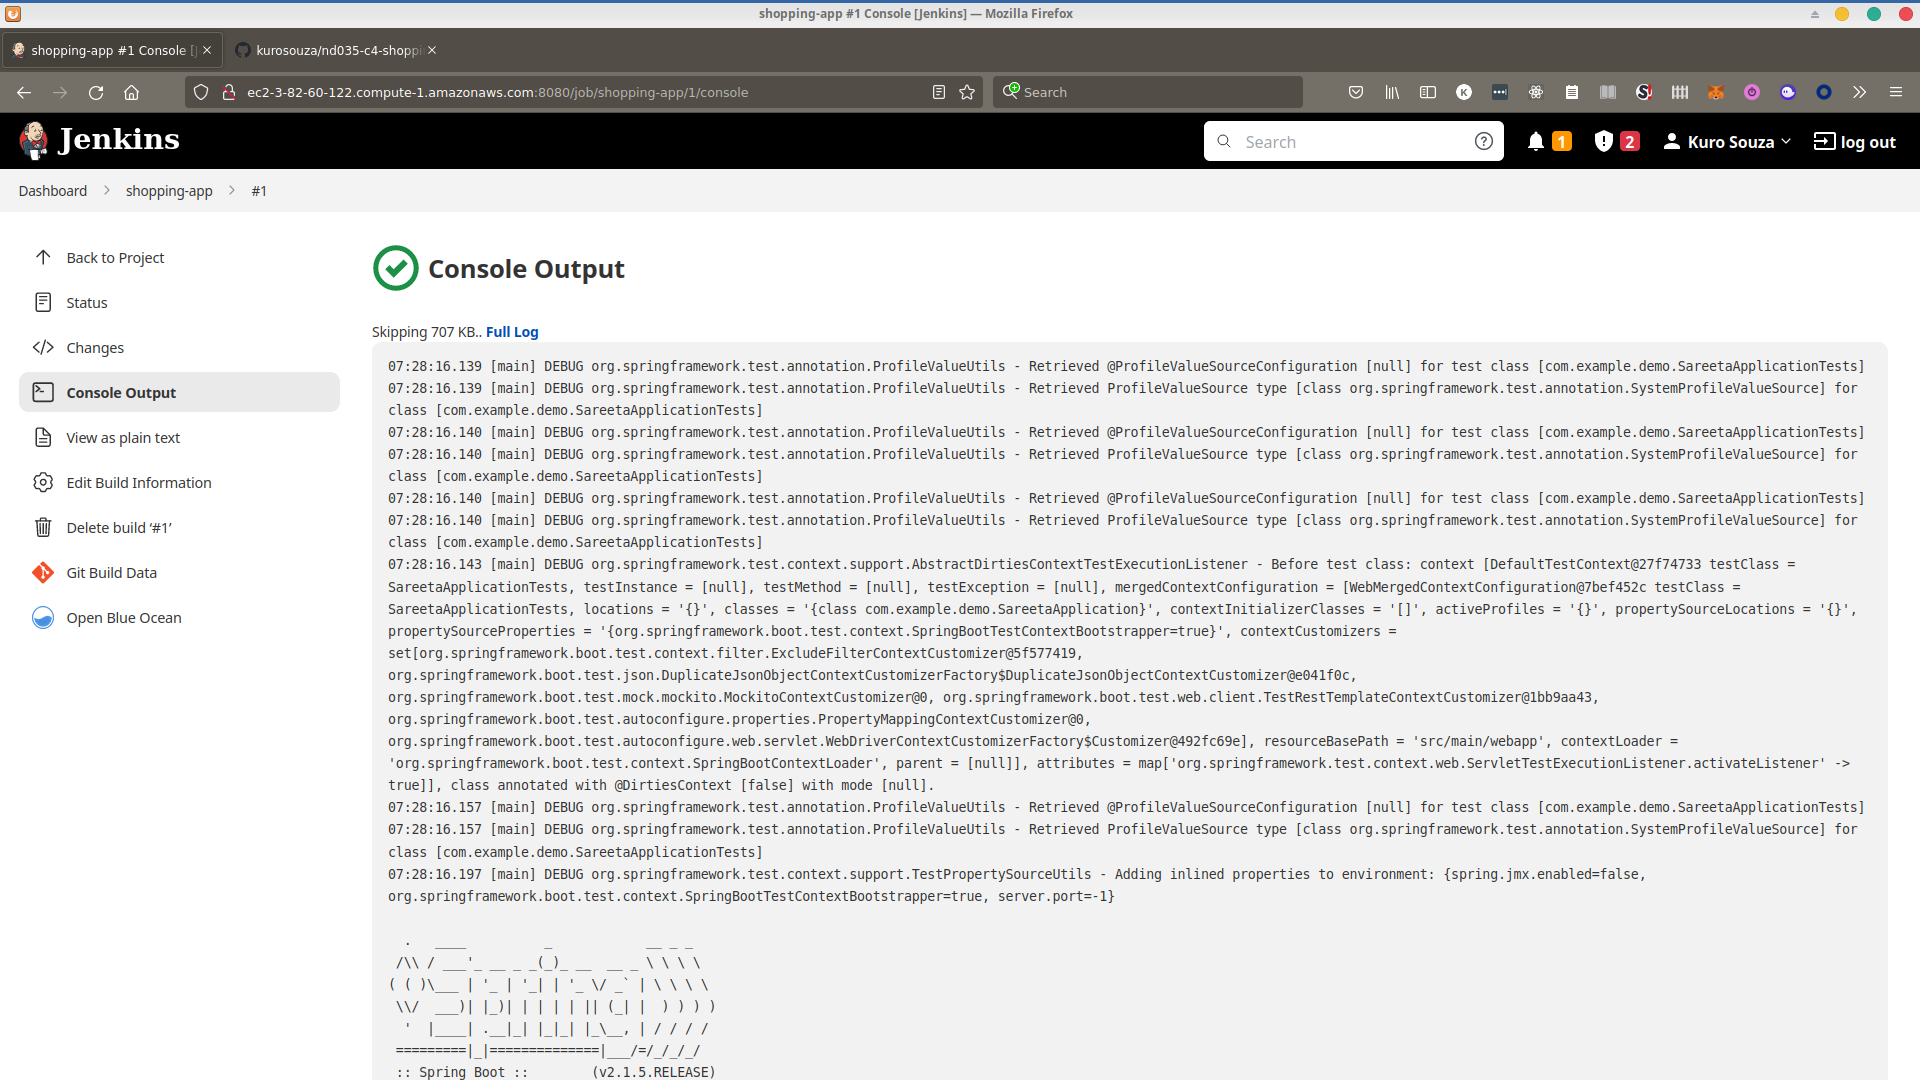 shopping-app #1 Console [Jenkins] — Mozilla Firefox
shopping-app #1 Console [
kurosouza/nd035-c4-shoppi
ec2-3-82-60-122.compute-1.amazonaws.com:8080/job/shopping-app/1/console
Search
Jenkins
Search
1
2
Kuro Souza
log out
Dashboard
shopping-app
#1
Back to Project
Status
Changes
Console Output
View as plain text
Edit Build Information
Delete build ‘#1’
Git Build Data
Open Blue Ocean
Console Output
Skipping 707 KB.. Full Log
07:28:16.139 [main] DEBUG org.springframework.test.annotation.ProfileValueUtils - Retrieved @ProfileValueSourceConfiguration [null] for test class [com.example.demo.SareetaApplicationTests]
07:28:16.139 [main] DEBUG org.springframework.test.annotation.ProfileValueUtils - Retrieved ProfileValueSource type [class org.springframework.test.annotation.SystemProfileValueSource] for
class [com.example.demo.SareetaApplicationTests]
07:28:16.140 [main] DEBUG org.springframework.test.annotation.ProfileValueUtils - Retrieved @ProfileValueSourceConfiguration [null] for test class [com.example.demo.SareetaApplicationTests]
07:28:16.140 [main] DEBUG org.springframework.test.annotation.ProfileValueUtils - Retrieved ProfileValueSource type [class org.springframework.test.annotation.SystemProfileValueSource] for
class [com.example.demo.SareetaApplicationTests]
07:28:16.140 [main] DEBUG org.springframework.test.annotation.ProfileValueUtils - Retrieved @ProfileValueSourceConfiguration [null] for test class [com.example.demo.SareetaApplicationTests]
07:28:16.140 [main] DEBUG org.springframework.test.annotation.ProfileValueUtils - Retrieved ProfileValueSource type [class org.springframework.test.annotation.SystemProfileValueSource] for
class [com.example.demo.SareetaApplicationTests]
07:28:16.143 [main] DEBUG org.springframework.test.context.support.AbstractDirtiesContextTestExecutionListener - Before test class: context [DefaultTestContext@27f74733 testClass =
SareetaApplicationTests, testInstance = [null], testMethod = [null], testException = [null], mergedContextConfiguration = [WebMergedContextConfiguration@7bef452c testClass =
SareetaApplicationTests, locations = '{}', classes = '{class com.example.demo.SareetaApplication}', contextInitializerClasses = '[]', activeProfiles = '{}', propertySourceLocations = '{}',
propertySourceProperties = '{org.springframework.boot.test.context.SpringBootTestContextBootstrapper=true}', contextCustomizers =
set[org.springframework.boot.test.context.filter.ExcludeFilterContextCustomizer@5f577419,
org.springframework.boot.test.json.DuplicateJsonObjectContextCustomizerFactory$DuplicateJsonObjectContextCustomizer@e041f0c,
org.springframework.boot.test.mock.mockito.MockitoContextCustomizer@0, org.springframework.boot.test.web.client.TestRestTemplateContextCustomizer@1bb9aa43,
org.springframework.boot.test.autoconfigure.properties.PropertyMappingContextCustomizer@0,
org.springframework.boot.test.autoconfigure.web.servlet.WebDriverContextCustomizerFactory$Customizer@492fc69e], resourceBasePath = 'src/main/webapp', contextLoader =
'org.springframework.boot.test.context.SpringBootContextLoader', parent = [null]], attributes = map['org.springframework.test.context.web.ServletTestExecutionListener.activateListener' ->
true]], class annotated with @DirtiesContext [false] with mode [null].
07:28:16.157 [main] DEBUG org.springframework.test.annotation.ProfileValueUtils - Retrieved @ProfileValueSourceConfiguration [null] for test class [com.example.demo.SareetaApplicationTests]
07:28:16.157 [main] DEBUG org.springframework.test.annotation.ProfileValueUtils - Retrieved ProfileValueSource type [class org.springframework.test.annotation.SystemProfileValueSource] for
class [com.example.demo.SareetaApplicationTests]
07:28:16.197 [main] DEBUG org.springframework.test.context.support.TestPropertySourceUtils - Adding inlined properties to environment: {spring.jmx.enabled=false,
org.springframework.boot.test.context.SpringBootTestContextBootstrapper=true, server.port=-1}
  .   ____          _            __ _ _
 /\\ / ___'_ __ _ _(_)_ __  __ _ \ \ \ \
( ( )\___ | '_ | '_| | '_ \/ _` | \ \ \ \
 \\/  ___)| |_)| | | | | || (_| |  ) ) ) )
  '  |____| .__|_| |_|_| |_\__, | / / / /
 =========|_|==============|___/=/_/_/_/
 :: Spring Boot ::        (v2.1.5.RELEASE)